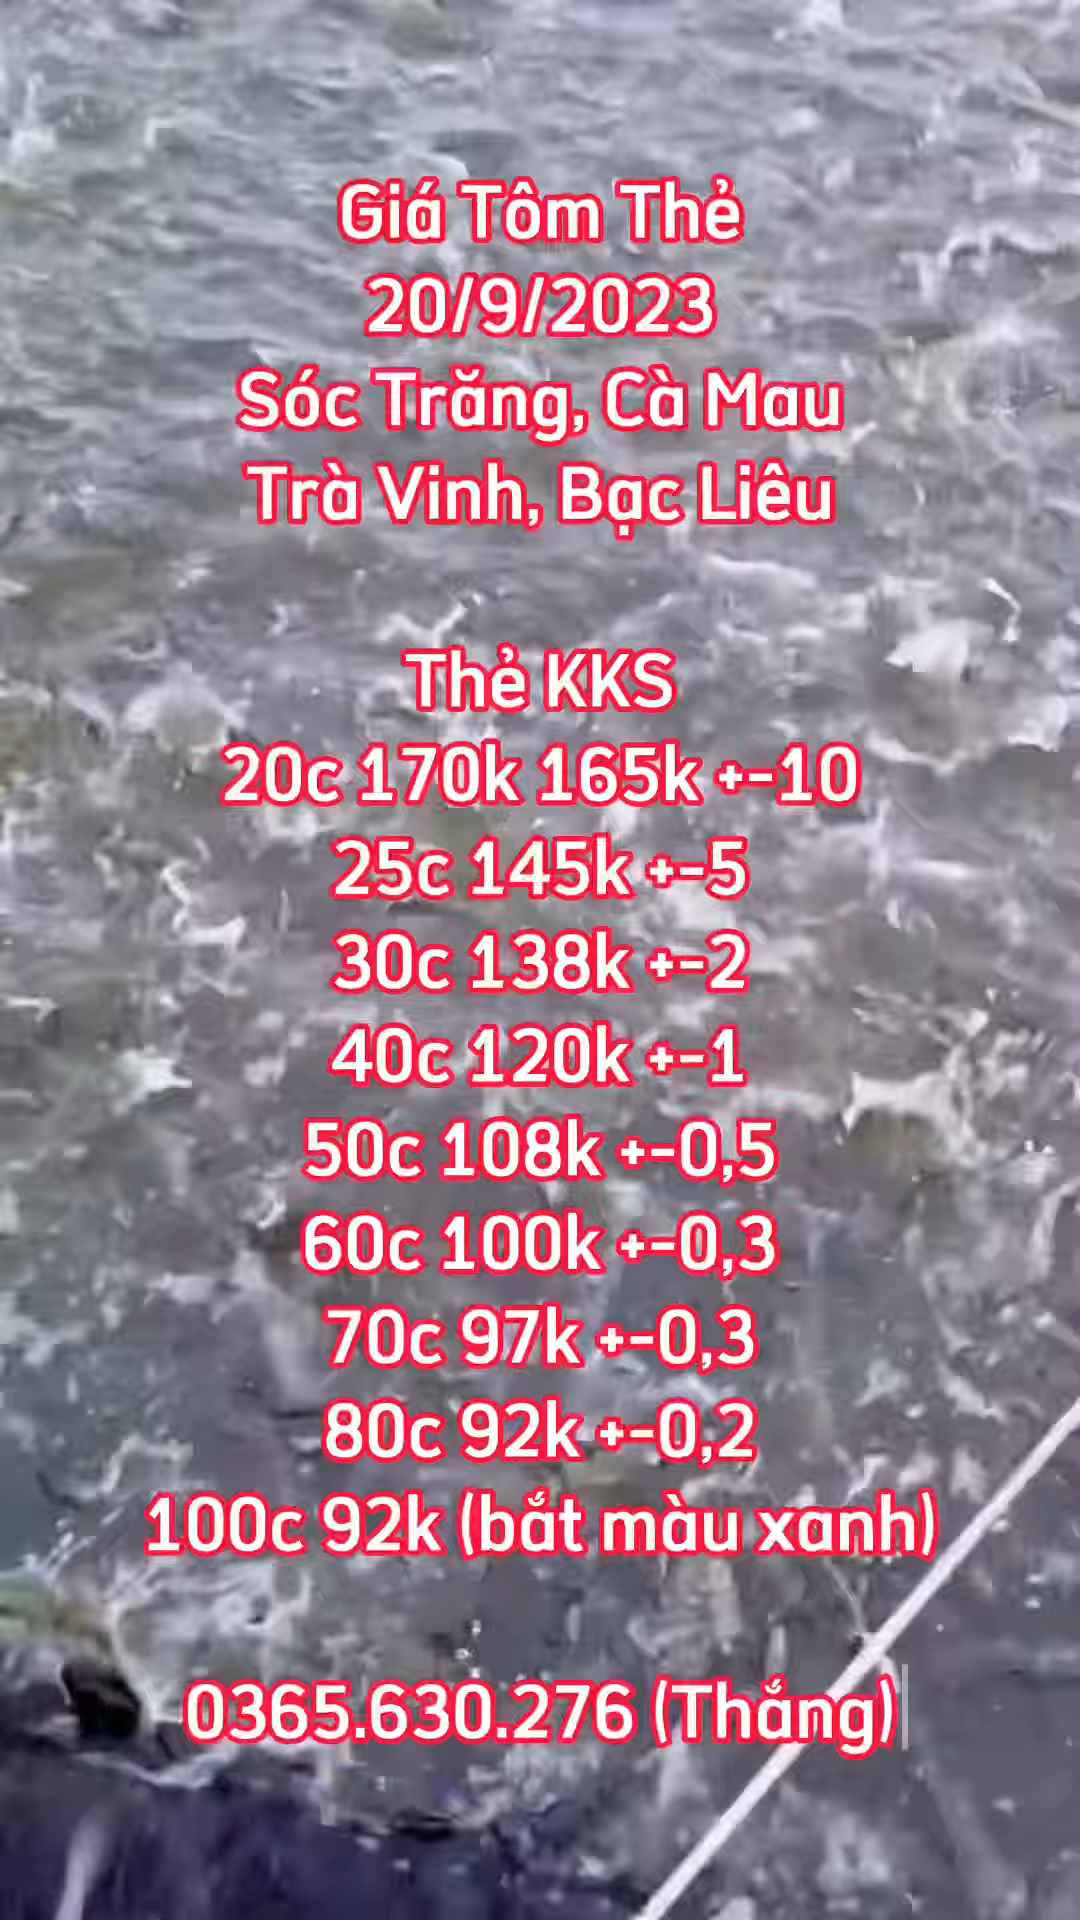 Giá Tôm Thẻ
20/9/2023
Sóc Trăng, Cà Mau
Trà Vinh, Bạc Liêu
Thẻ KKS
20c 170k 165k +-10
25c 145k +-5
30c 138k +-2
40c 120k +-1
50c 108k +-0,5
60c 100k +-0,3
70c 97k +-0,3
80c 92k +-0,2
100c 92k (bắt màu xanh)
0365.630.276 (Thắng)